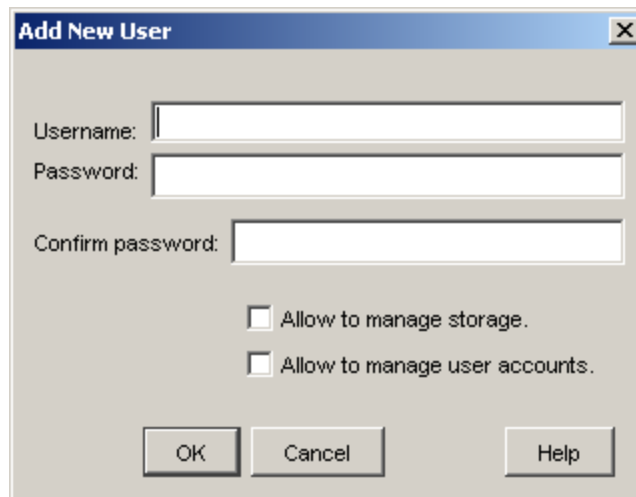 Add New User
Username:
Password:
Confirm password:
Allow to manage storage.
Allow to manage user accounts.
OK Cancel Help